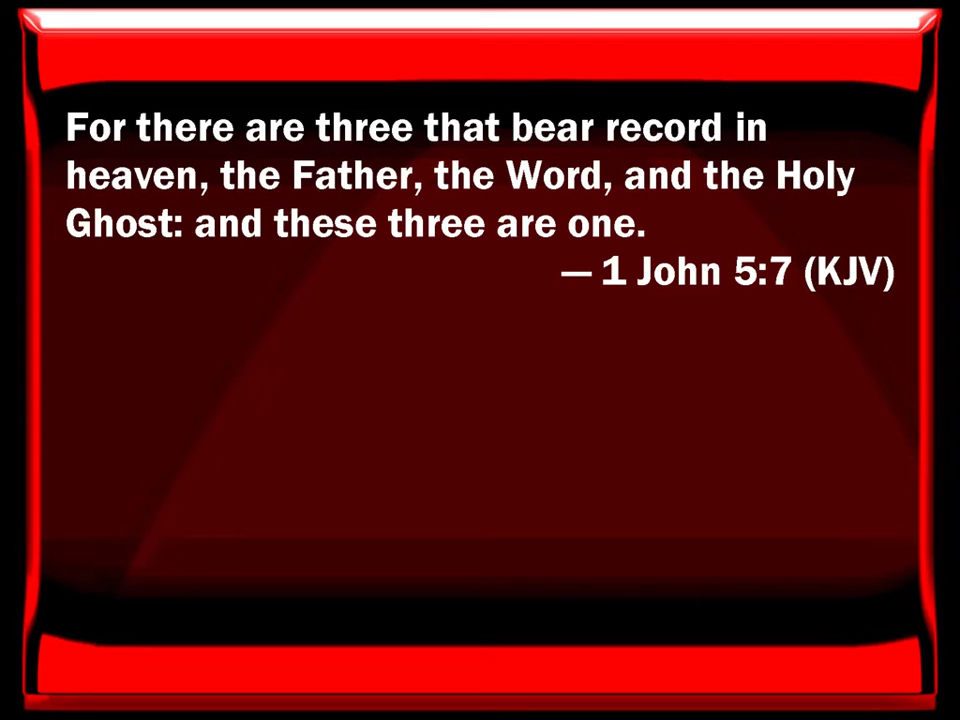 For there are three that bear record in
heaven, the Father, the Word, and the Holy
Ghost: and these three are one.
— 1 John 5:7 (KJV)